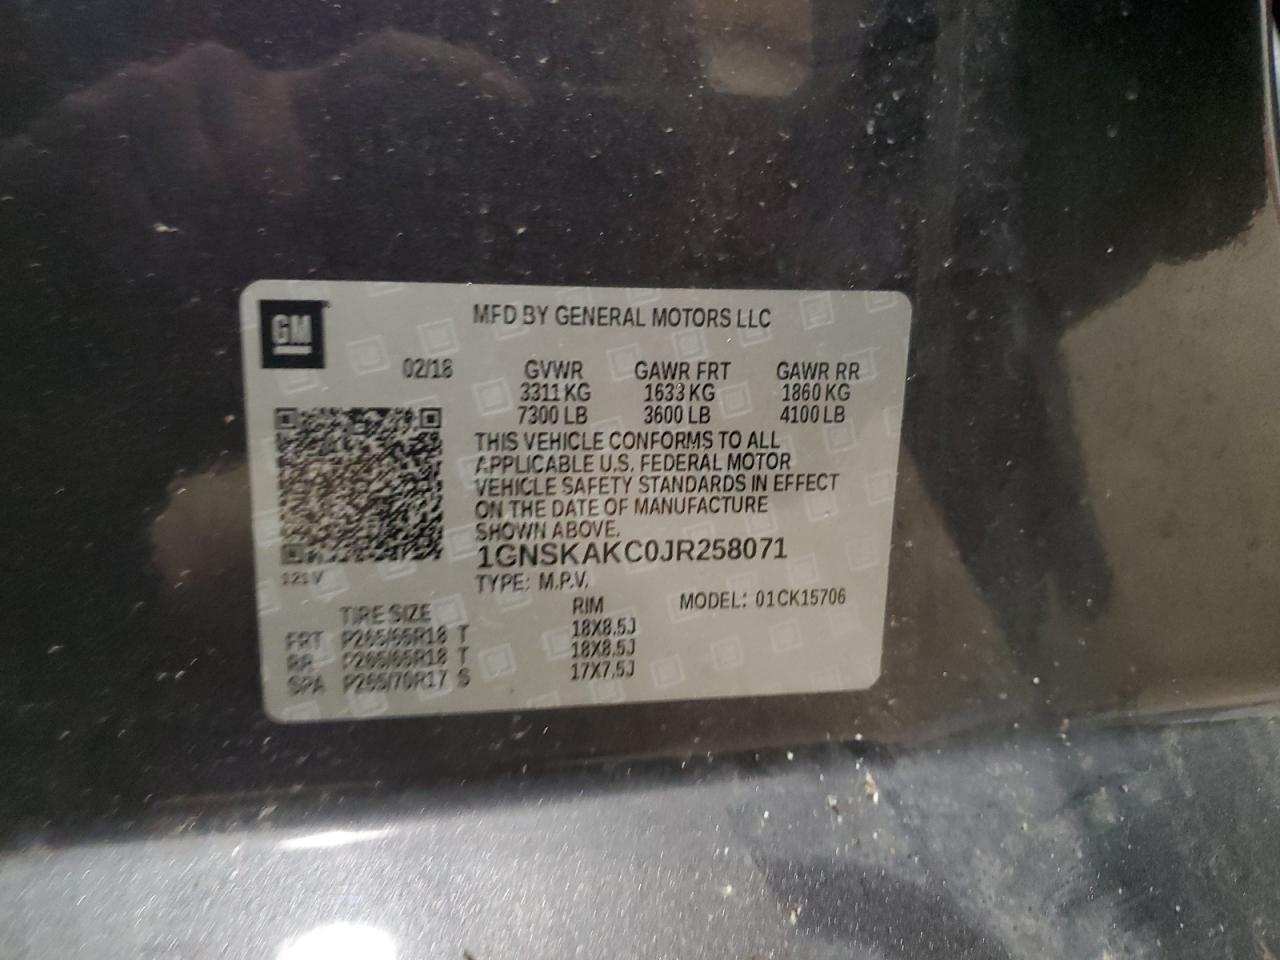 GM
MFD BY GENERAL MOTORS LLC
02/18 GVWR GAWR FRT GAWR RR
3311 KG 1633 KG 1860 KG
7300 LB 3600 LB 4100 LB
THIS VEHICLE CONFORMS TO ALL
APPLICABLE U.S. FEDERAL MOTOR
VEHICLE SAFETY STANDARDS IN EFFECT
ON THE DATE OF MANUFACTURE
SHOWN ABOVE.
1GNSKAKC0JR258071
121V
TYPE: M.P.V.
TIRE SIZE RIM MODEL: 01CK15706
FRT P265/65R18 T 18X8.5J
RR P265/65R18 T 18X8.5J
SPA P265/70R17 S 17X7.5J